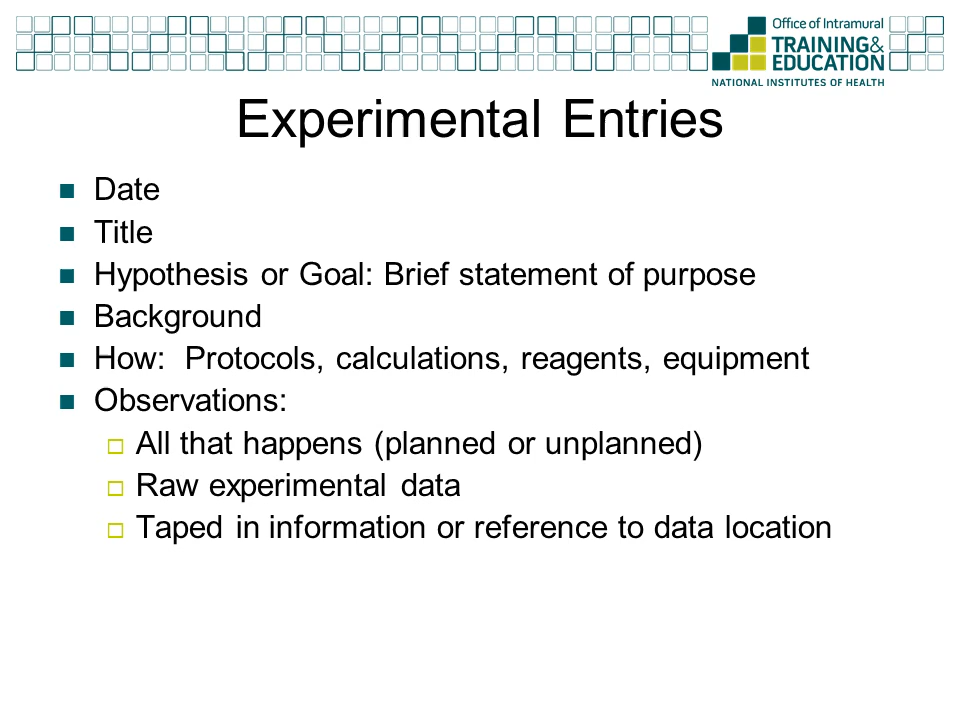 Office of Intramural
TRAINING&
EDUCATION
NATIONAL INSTITUTES OF HEALTH
Experimental Entries
Date
Title
Hypothesis or Goal: Brief statement of purpose
Background
How:  Protocols, calculations, reagents, equipment
Observations:
All that happens (planned or unplanned)
Raw experimental data
Taped in information or reference to data location